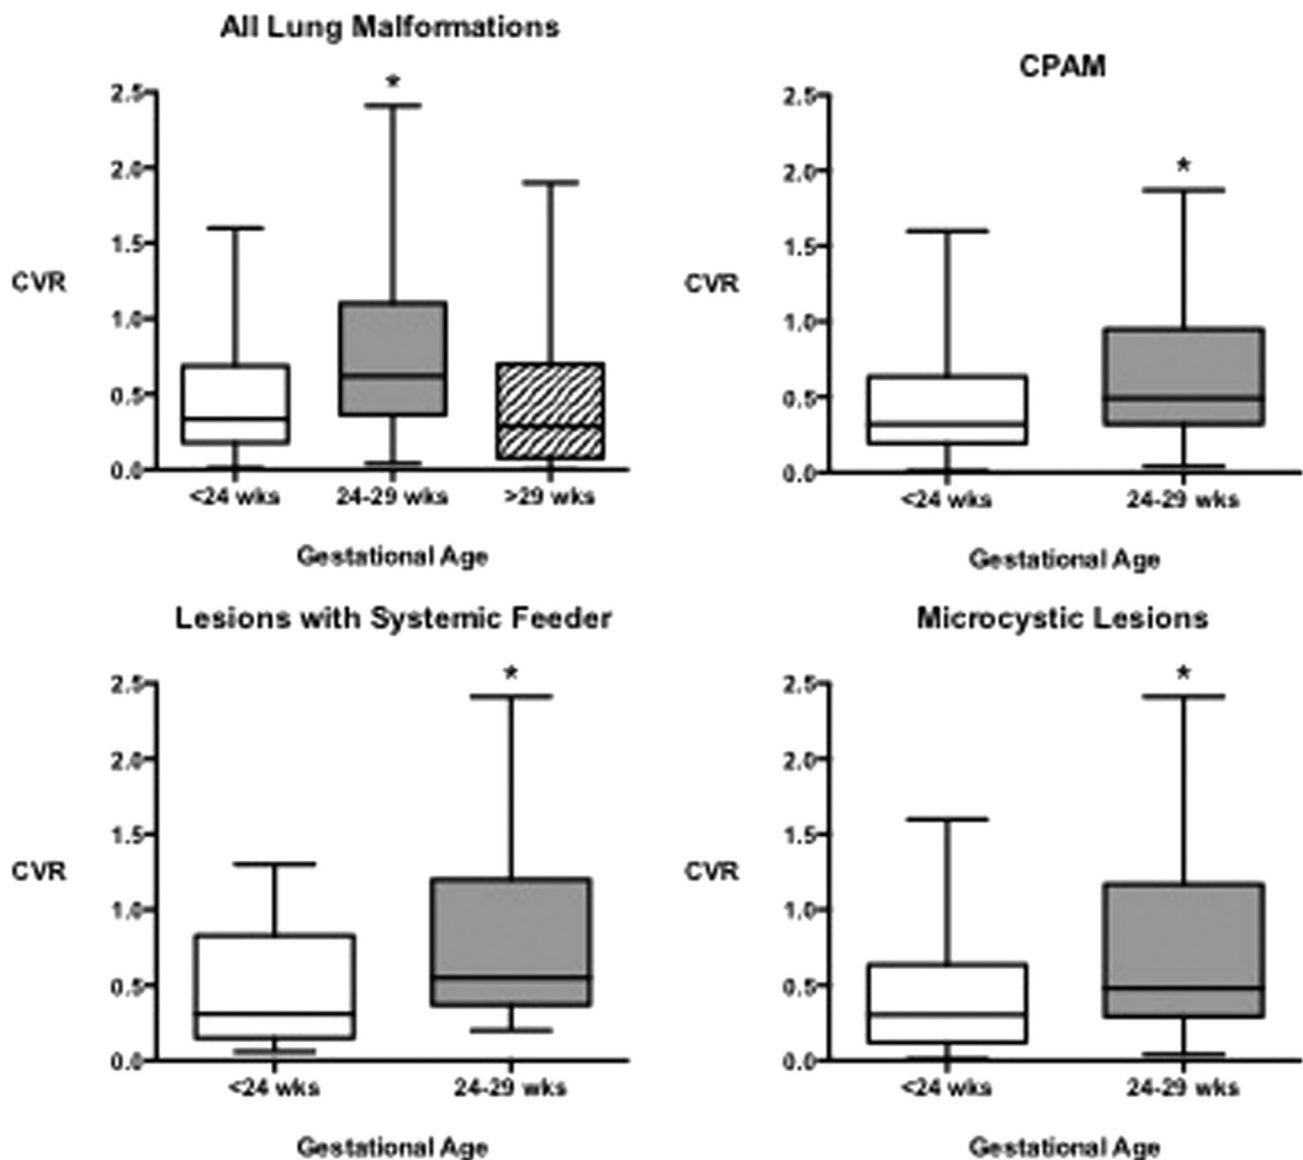 All Lung Malformations
*
2.5
2.0
1.5
CVR
1.0
0.5
0.0
<24 wks 24-29 wks >29 wks
Gestational Age
CPAM
2.5
*
2.0
1.5
CVR
1.0
0.5
0.0
<24 wks 24-29 wks
Gestational Age
Lesions with Systemic Feeder
*
2.5
2.0
1.5
CVR
1.0
0.5
0.0
<24 wks 24-29 wks
Gestational Age
Microcystic Lesions
*
2.5
2.0
1.5
CVR
1.0
0.5
0.0
<24 wks 24-29 wks
Gestational Age